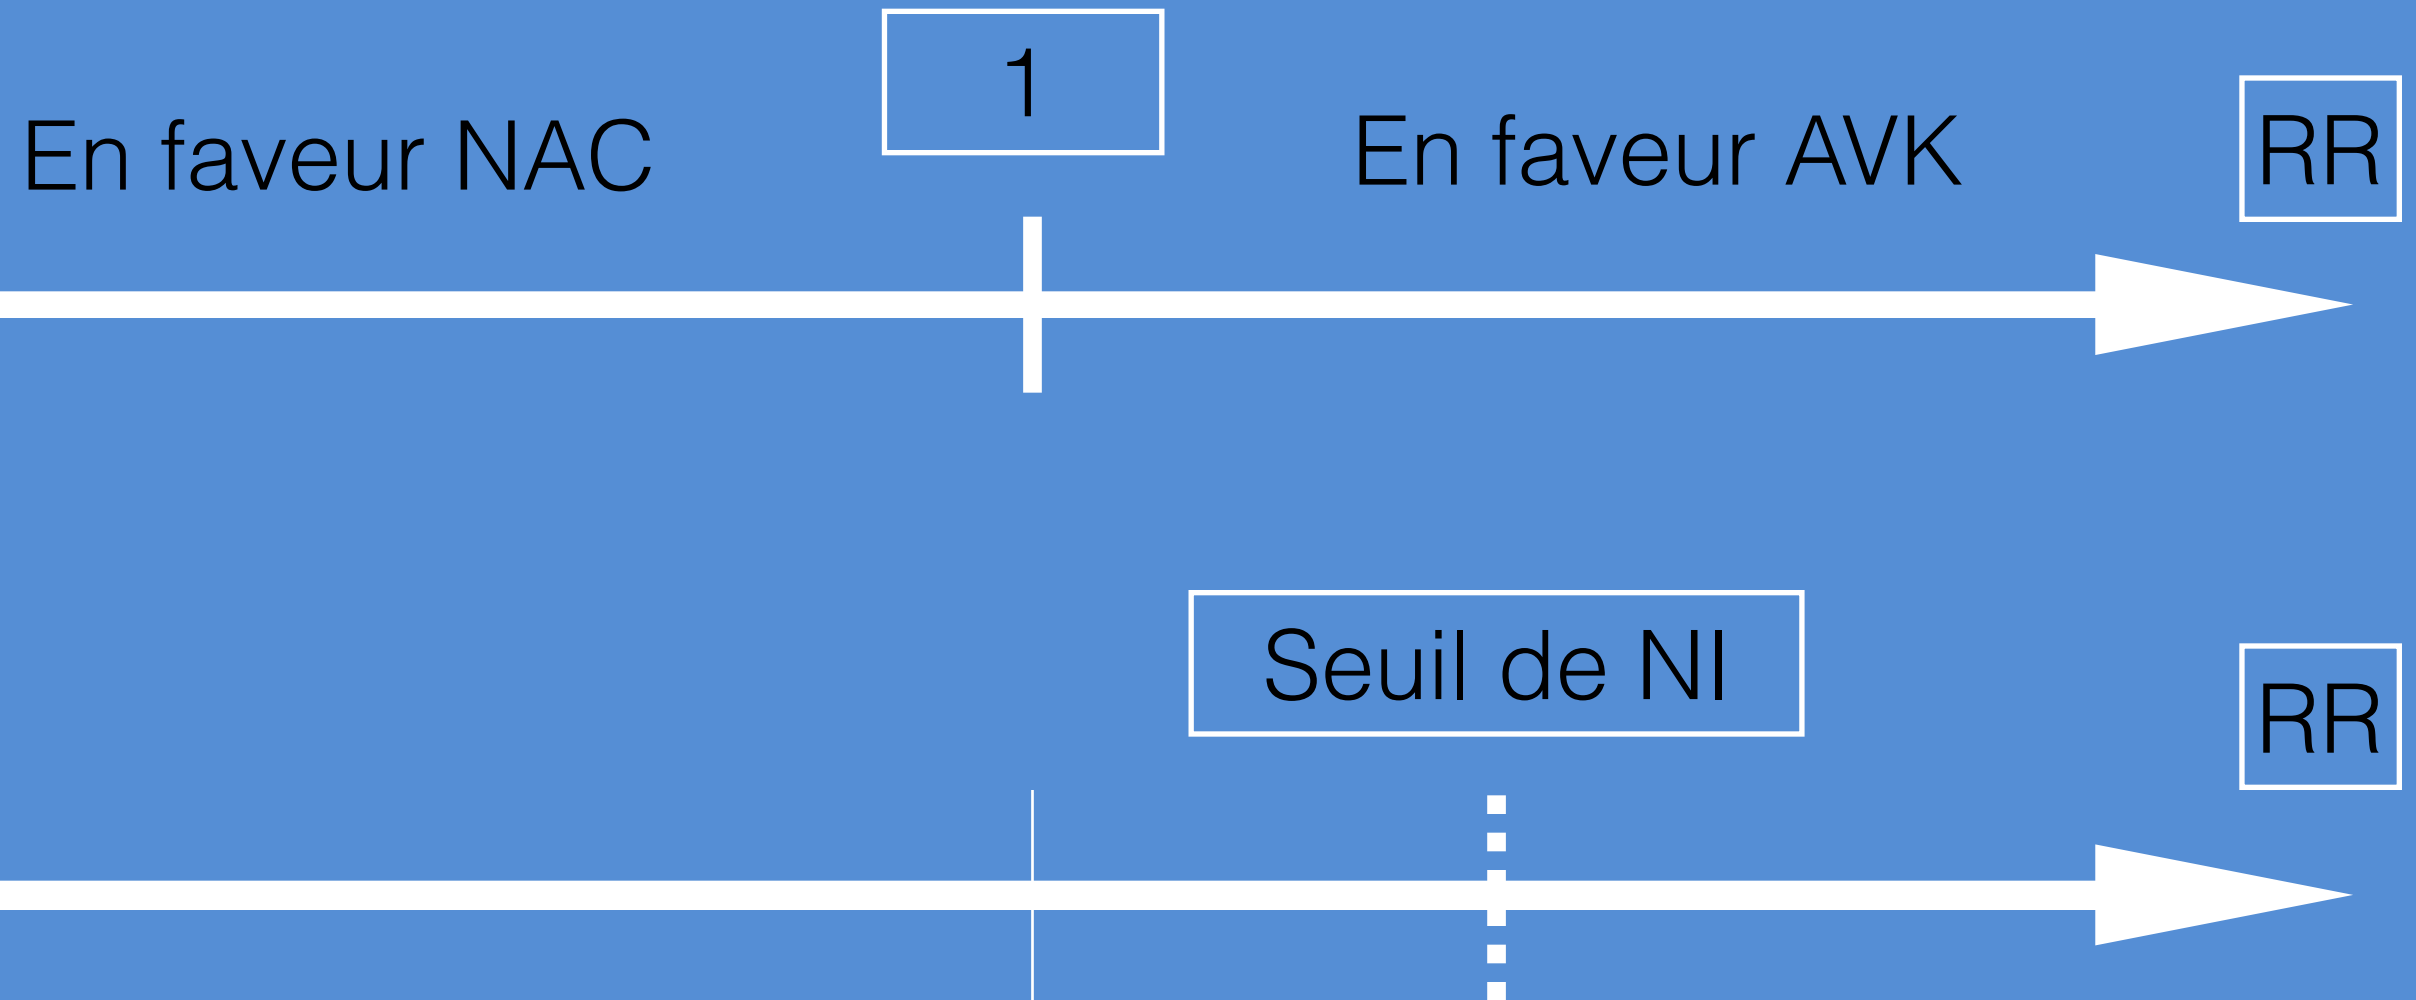 1
En faveur NAC
En faveur AVK
RR
Seuil de NI
RR